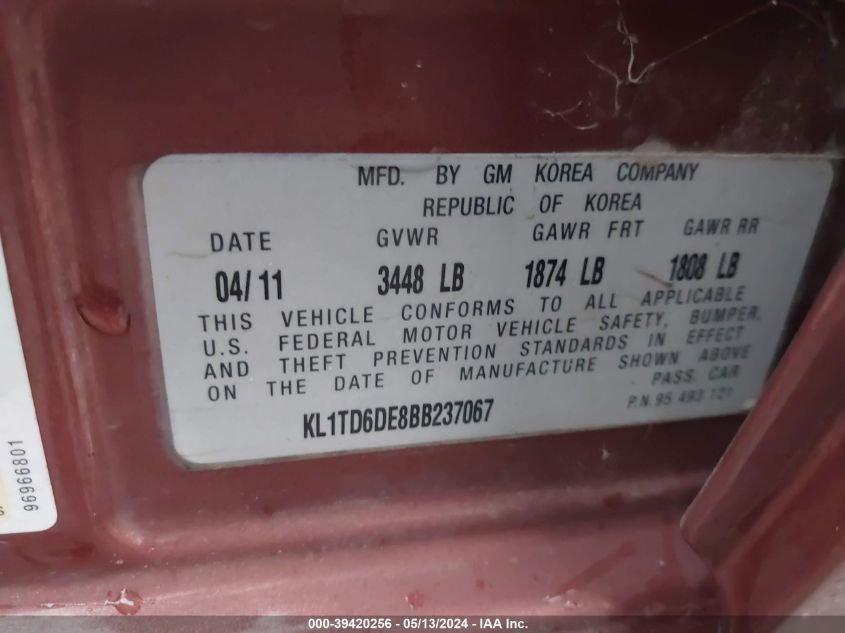 MFD. BY GM KOREA COMPANY
REPUBLIC OF KOREA
DATE GVWR GAWR FRT GAWR RR
04/11 3448 LB 1874 LB 1808 LB
THIS VEHICLE CONFORMS TO ALL APPLICABLE
U.S. FEDERAL MOTOR VEHICLE SAFETY, BUMPER,
AND THEFT PREVENTION STANDARDS IN EFFECT
ON THE DATE OF MANUFACTURE SHOWN ABOVE
PASS. CAR
KL1TD6DE8BB237067
P.N. 95 493 121
96966801
000-39420256 - 05/13/2024 - IAA Inc.